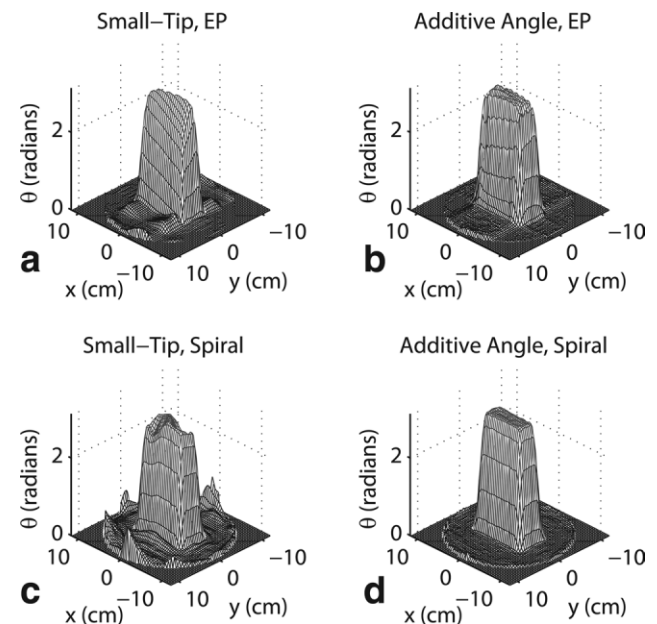 Small−Tip, EP
θ (radians)
2
0
10
0
−10
x (cm)
10
0
−10
y (cm)
a
Additive Angle, EP
θ (radians)
2
0
10
0
−10
x (cm)
10
0
−10
y (cm)
b
Small−Tip, Spiral
θ (radians)
2
0
10
0
−10
x (cm)
10
0
−10
y (cm)
c
Additive Angle, Spiral
θ (radians)
2
0
10
0
−10
x (cm)
10
0
−10
y (cm)
d